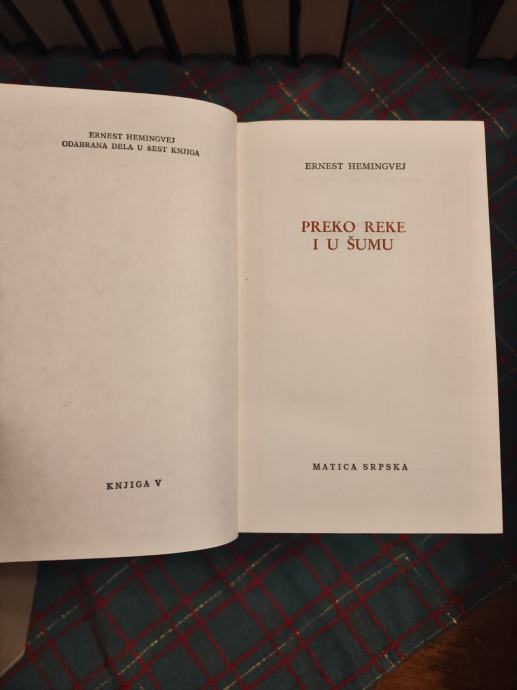 ERNEST HEMINGVEJ
ODABRANA DELA U ŠEST KNJIGA
KNJIGA V
ERNEST HEMINGVEJ
PREKO REKE
I U ŠUMU
MATICA SRPSKA